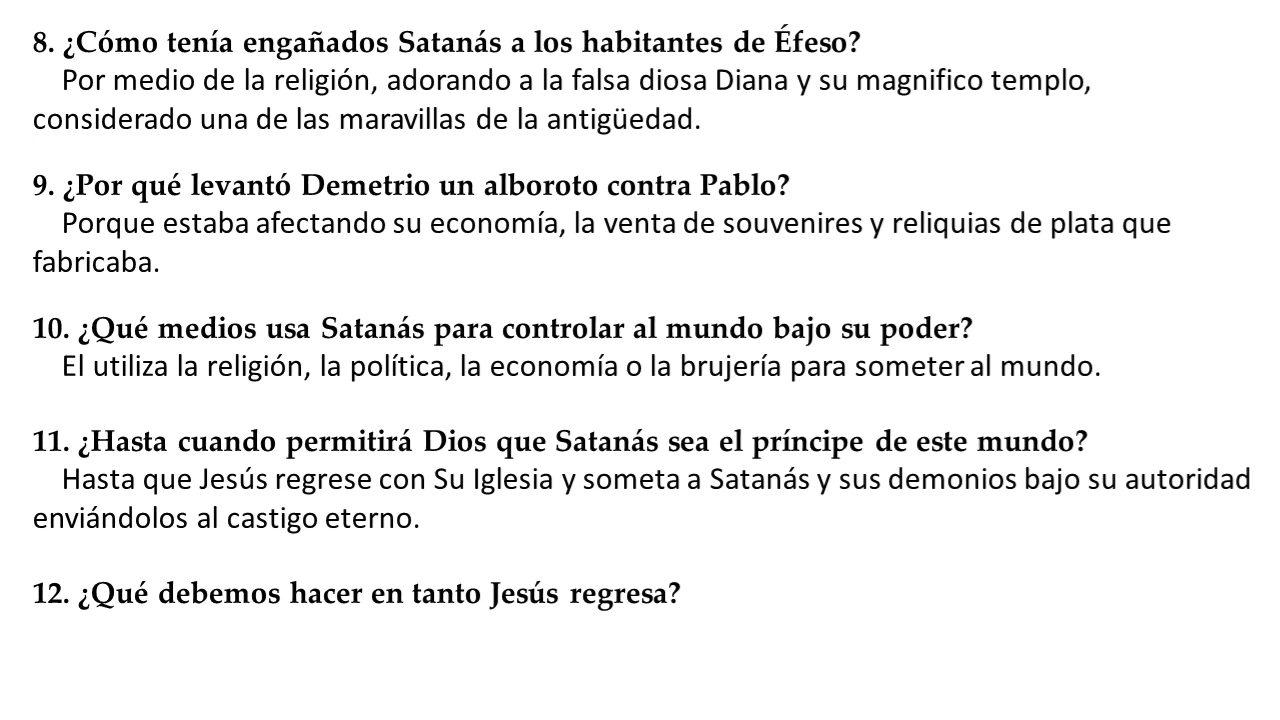 8. ¿Cómo tenía engañados Satanás a los habitantes de Éfeso?
Por medio de la religión, adorando a la falsa diosa Diana y su magnifico templo,
considerado una de las maravillas de la antigüedad.
9. ¿Por qué levantó Demetrio un alboroto contra Pablo?
Porque estaba afectando su economía, la venta de souvenires y reliquias de plata que
fabricaba.
10. ¿Qué medios usa Satanás para controlar al mundo bajo su poder?
El utiliza la religión, la política, la economía o la brujería para someter al mundo.
11. ¿Hasta cuando permitirá Dios que Satanás sea el príncipe de este mundo?
Hasta que Jesús regrese con Su Iglesia y someta a Satanás y sus demonios bajo su autoridad
enviándolos al castigo eterno.
12. ¿Qué debemos hacer en tanto Jesús regresa?